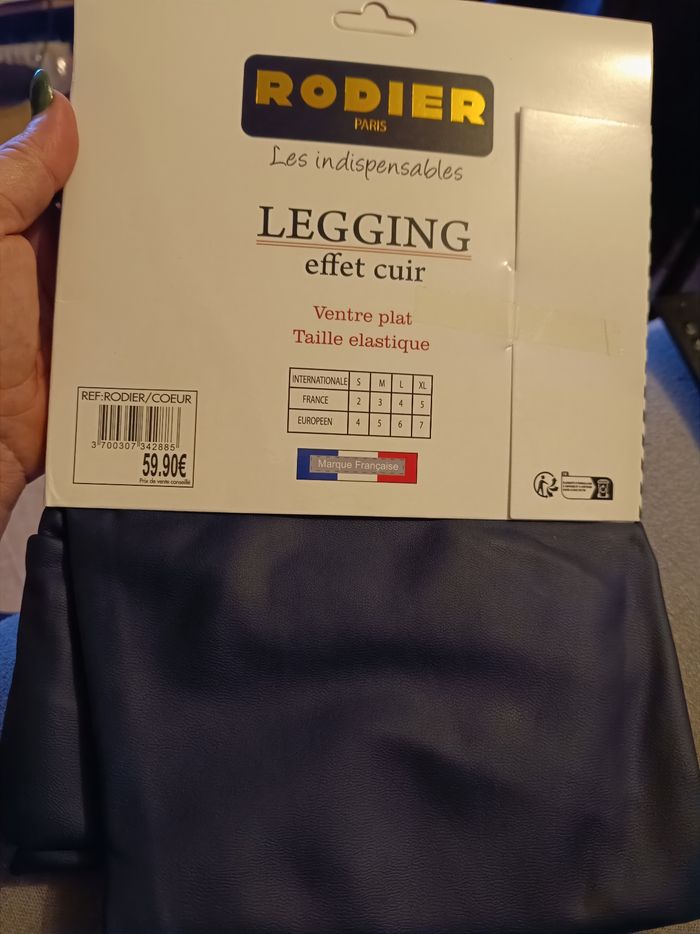 RODIER
PARIS
Les indispensables
LEGGING
effet cuir
Ventre plat
Taille elastique
INTERNATIONALE S M L XL
FRANCE 2 3 4 5
EUROPEEN 4 5 6 7
Marque Française
REF:RODIER/COEUR
3 700307 342885
59.90€
Prix de vente conseillé